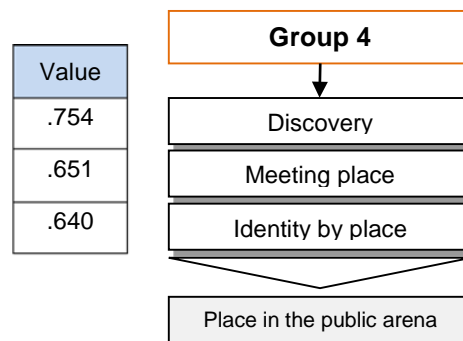 Group 4
Value
.754
Discovery
.651
Meeting place
.640
Identity by place
Place in the public arena